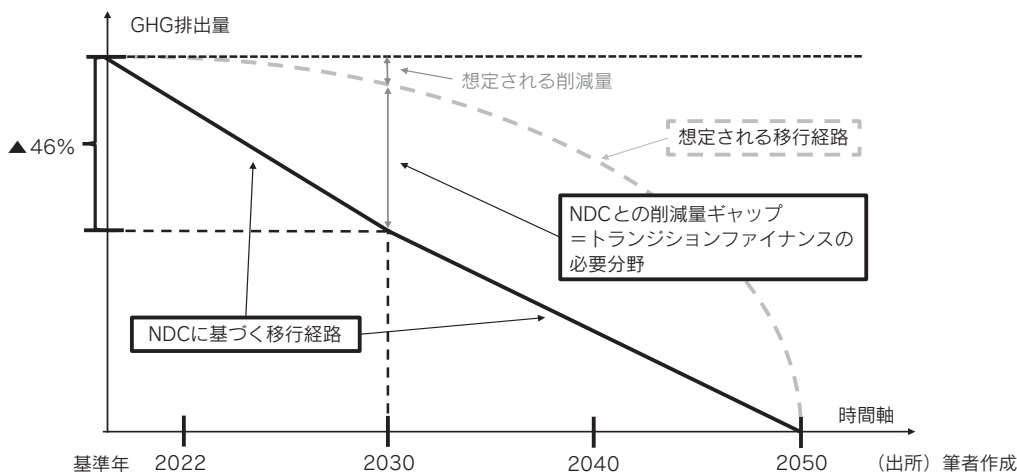 GHG排出量
想定される削減量
▲46%
想定される移行経路
NDCとの削減量ギャップ
＝トランジションファイナンスの
必要分野
NDCに基づく移行経路
時間軸
基準年 2022 2030 2040 2050 （出所）筆者作成